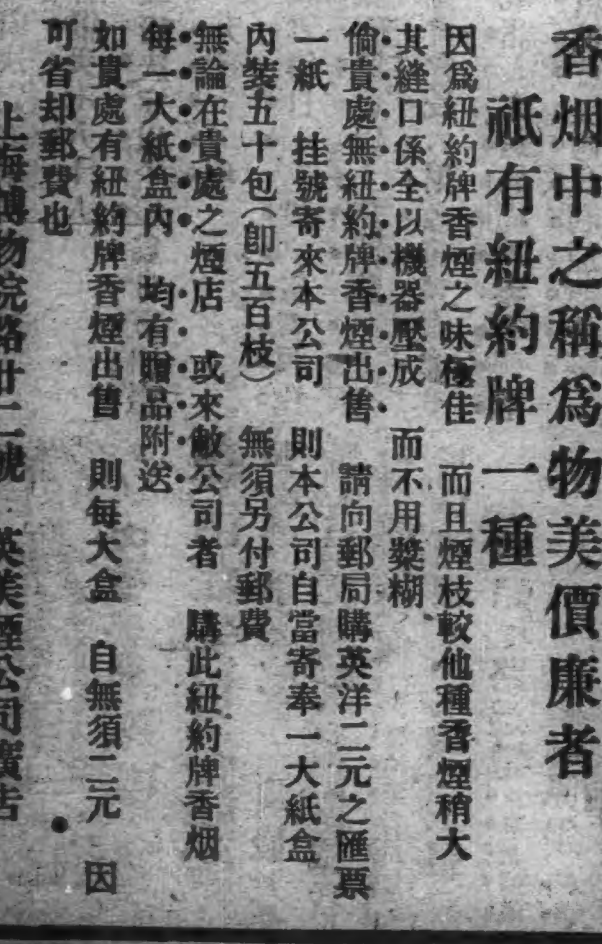 香烟中之稱爲物美價廉者
祇有紐約牌一種
因爲紐約牌香煙之味極佳　而且煙枝較他種香煙稍大
其縫口係全以機器壓成　而不用漿糊
倘貴處無紐約牌香煙出售　請向郵局購英洋二元之匯票
一紙　挂號寄來本公司　則本公司自當寄奉一大紙盒
內裝五十包(卽五百枝)　無須另付郵費
無論在貴處之煙店　或來敝公司者　購此紐約牌香烟
每一大紙盒內　均有贈品附送
如貴處有紐約牌香煙出售　則每大盒　自無須二元　因
可省却郵費也
上海博物院路廿二號　英美煙公司廣告